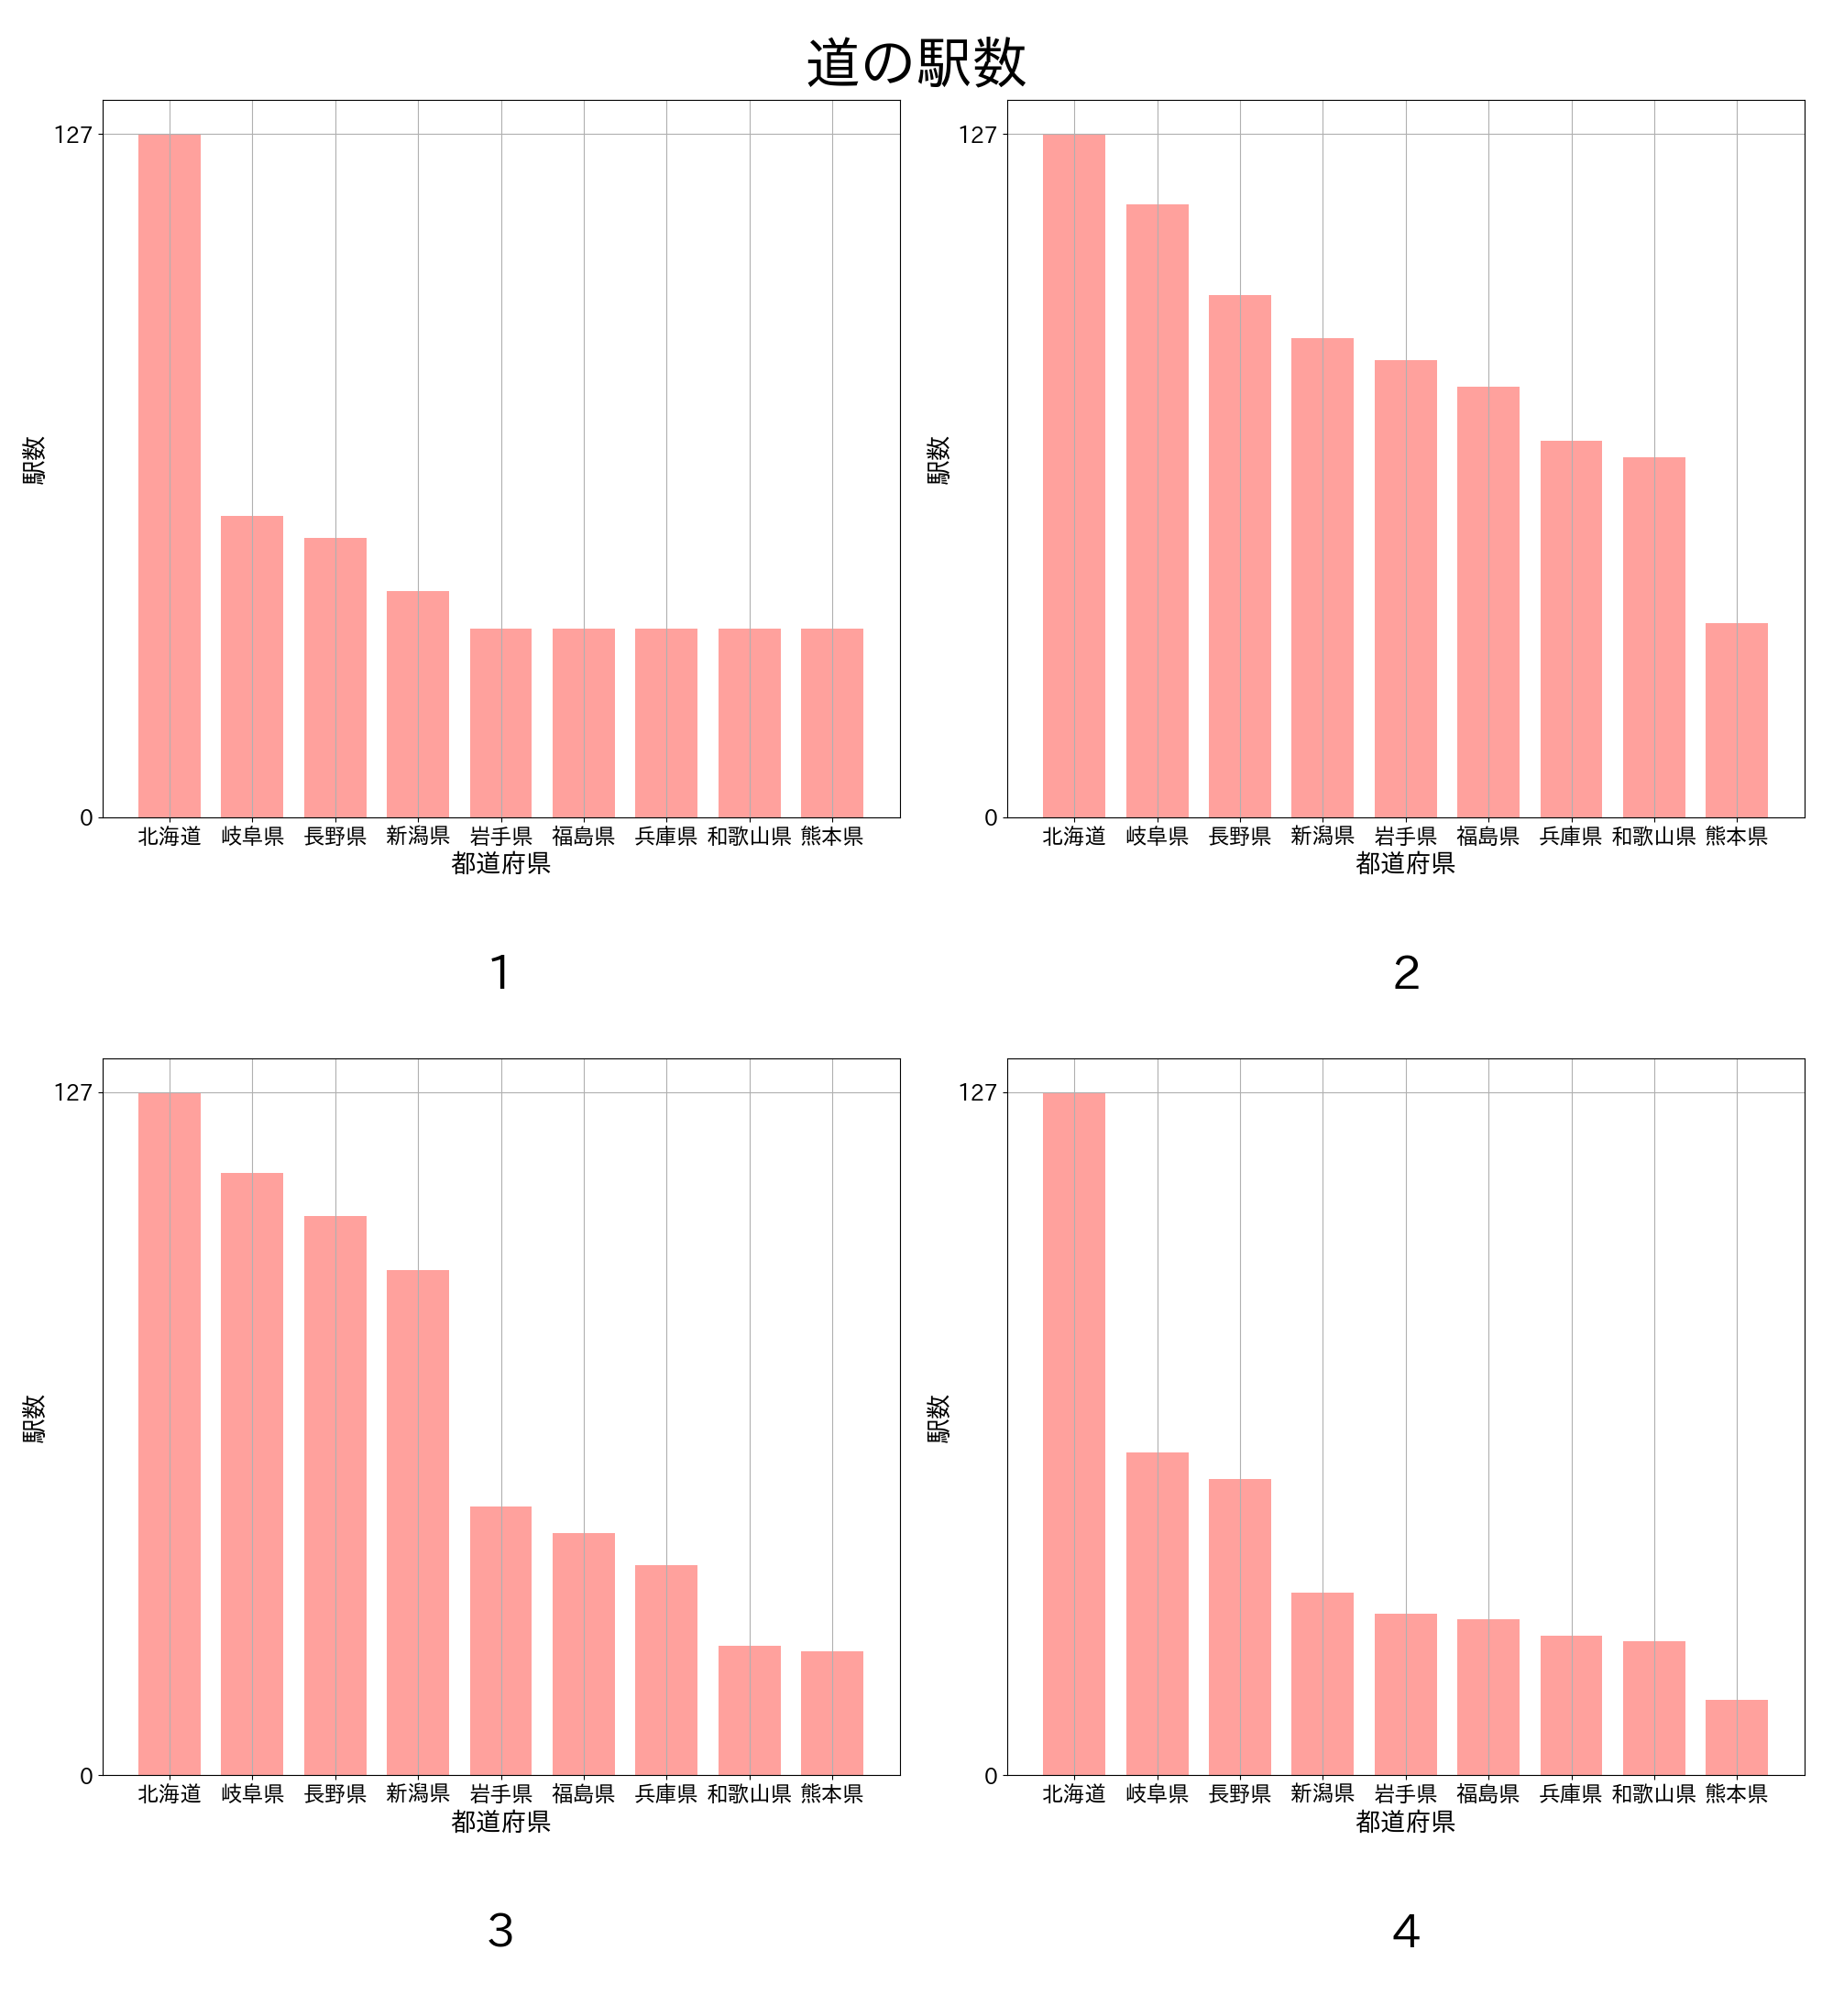 道の駅数
127
0
駅数
北海道 岐阜県 長野県 新潟県 岩手県 福島県 兵庫県 和歌山県 熊本県
都道府県
1
127
0
駅数
北海道 岐阜県 長野県 新潟県 岩手県 福島県 兵庫県 和歌山県 熊本県
都道府県
2
127
0
駅数
北海道 岐阜県 長野県 新潟県 岩手県 福島県 兵庫県 和歌山県 熊本県
都道府県
3
127
0
駅数
北海道 岐阜県 長野県 新潟県 岩手県 福島県 兵庫県 和歌山県 熊本県
都道府県
4